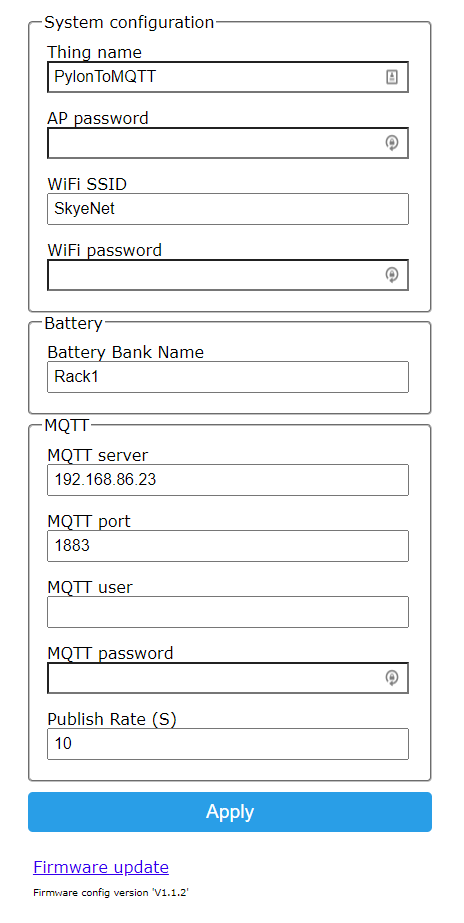 System configuration
Thing name
PylonToMQTT
AP password
WiFi SSID
SkyeNet
WiFi password
Battery
Battery Bank Name
Rack1
MQTT
MQTT server
192.168.86.23
MQTT port
1883
MQTT user
MQTT password
Publish Rate (S)
10
Apply
Firmware update
Firmware config version 'V1.1.2'